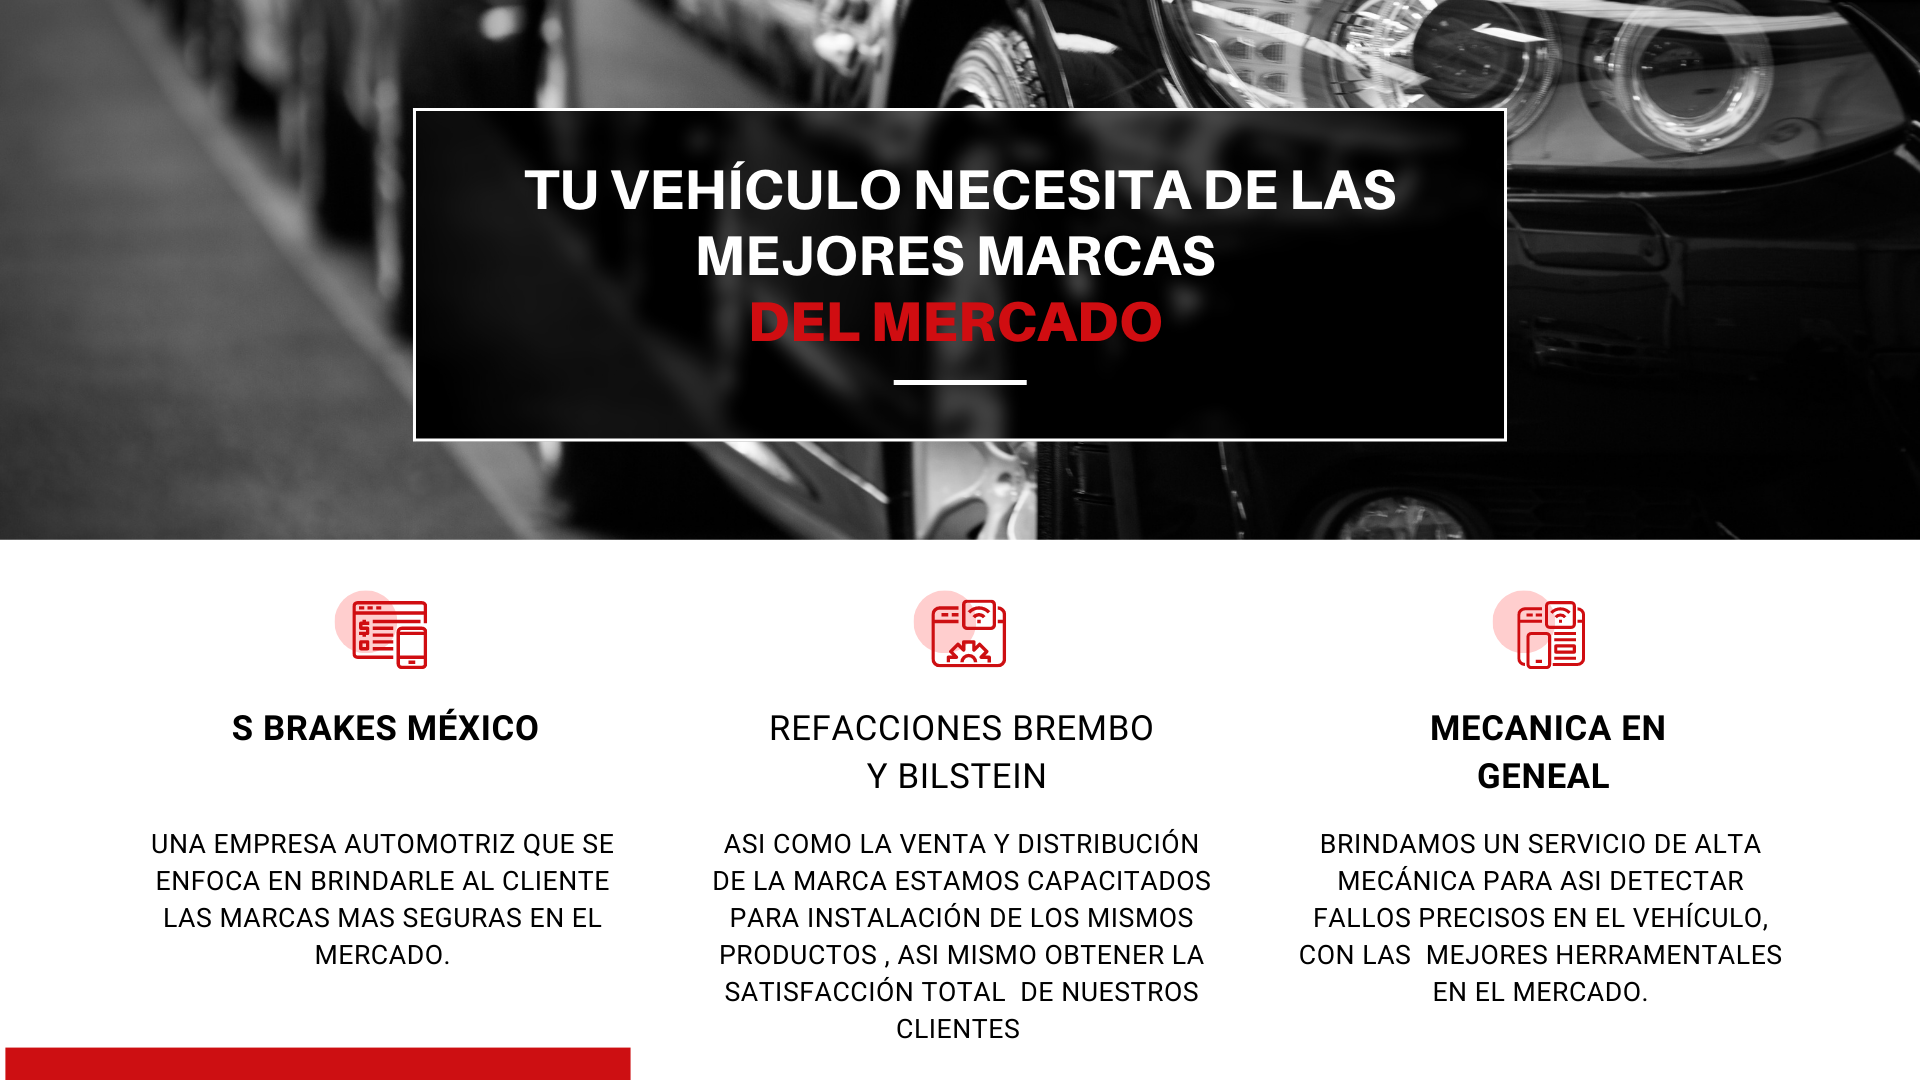 TU VEHÍCULO NECESITA DE LAS
MEJORES MARCAS
DEL MERCADO
S BRAKES MÉXICO
UNA EMPRESA AUTOMOTRIZ QUE SE
ENFOCA EN BRINDARLE AL CLIENTE
LAS MARCAS MAS SEGURAS EN EL
MERCADO.
REFACCIONES BREMBO
Y BILSTEIN
ASI COMO LA VENTA Y DISTRIBUCIÓN
DE LA MARCA ESTAMOS CAPACITADOS
PARA INSTALACIÓN DE LOS MISMOS
PRODUCTOS , ASI MISMO OBTENER LA
SATISFACCIÓN TOTAL  DE NUESTROS
CLIENTES
MECANICA EN
GENEAL
BRINDAMOS UN SERVICIO DE ALTA
MECÁNICA PARA ASI DETECTAR
FALLOS PRECISOS EN EL VEHÍCULO,
CON LAS  MEJORES HERRAMENTALES
EN EL MERCADO.